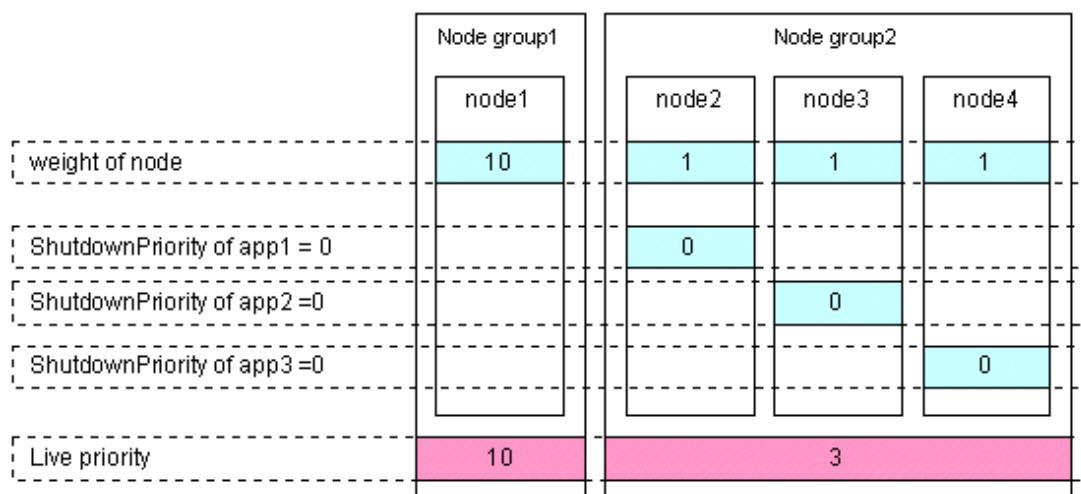 Node group1 Node group2
node1 node2 node3 node4
weight of node 10 1 1 1
ShutdownPriority of app1 = 0 0
ShutdownPriority of app2 =0 0
ShutdownPriority of app3 =0 0
Live priority 10 3